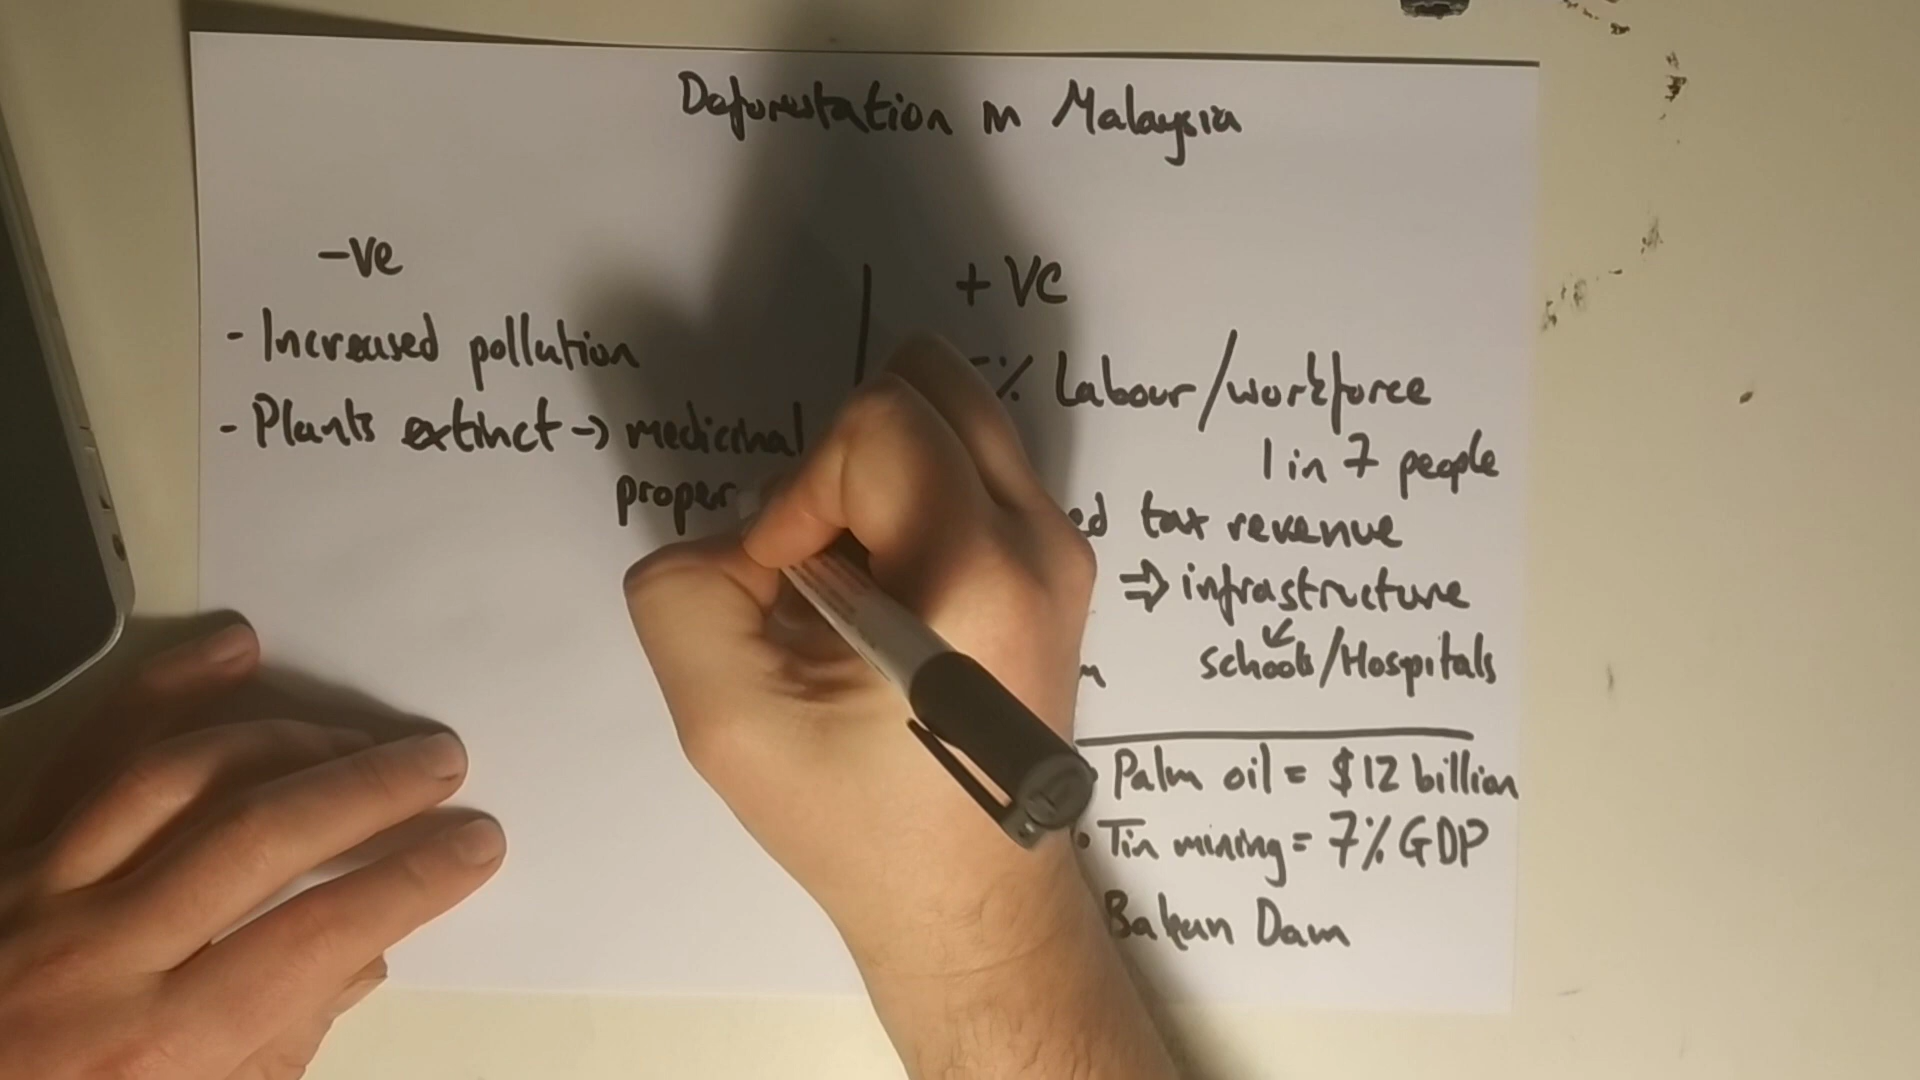 Deforestation in Malaysia
-ve
- Increased pollution
- Plants extinct → medicinal
proper
+ ve
% Labour/workforce
1 in 7 people
ed tax revenue
⇒ infrastructure
↙
schools/Hospitals
• Palm oil = $12 billion
• Tin mining = 7% GDP
Bakun Dam